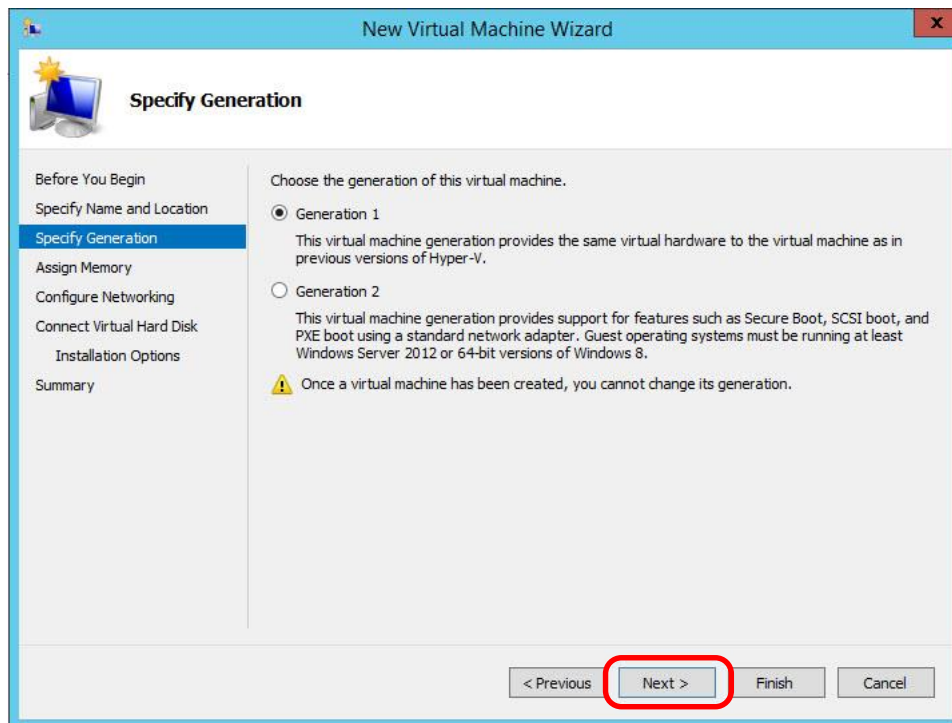 New Virtual Machine Wizard
x
Specify Generation
Before You Begin
Specify Name and Location
Specify Generation
Assign Memory
Configure Networking
Connect Virtual Hard Disk
Installation Options
Summary
Choose the generation of this virtual machine.
Generation 1
This virtual machine generation provides the same virtual hardware to the virtual machine as in
previous versions of Hyper-V.
Generation 2
This virtual machine generation provides support for features such as Secure Boot, SCSI boot, and
PXE boot using a standard network adapter. Guest operating systems must be running at least
Windows Server 2012 or 64-bit versions of Windows 8.
Once a virtual machine has been created, you cannot change its generation.
< Previous
Next >
Finish
Cancel